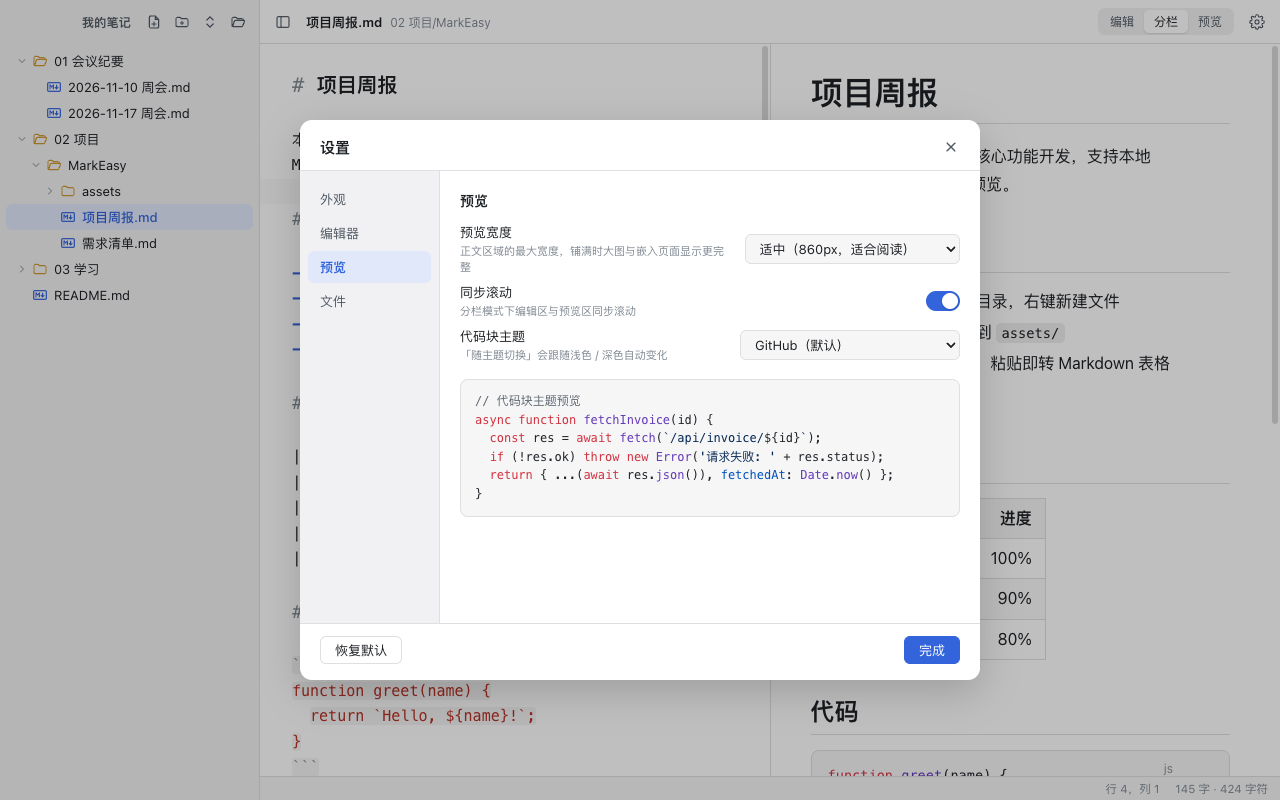 我的笔记
01 会议纪要
2026-11-10 周会.md
2026-11-17 周会.md
02 项目
MarkEasy
assets
项目周报.md
需求清单.md
03 学习
README.md
项目周报.md 02 项目/MarkEasy
编辑 分栏 预览
# 项目周报
项目周报
核心功能开发，支持本地
预览。
目录，右键新建文件
到 assets/
粘贴即转 Markdown 表格
进度
100%
90%
80%
设置
外观
编辑器
预览
文件
预览
预览宽度
正文区域的最大宽度，铺满时大图与嵌入页面显示更完
整
适中（860px，适合阅读）
同步滚动
分栏模式下编辑区与预览区同步滚动
代码块主题
「随主题切换」会跟随浅色 / 深色自动变化
GitHub（默认）
// 代码块主题预览
async function fetchInvoice(id) {
  const res = await fetch(`/api/invoice/${id}`);
  if (!res.ok) throw new Error('请求失败: ' + res.status);
  return { ...(await res.json()), fetchedAt: Date.now() };
}
恢复默认
完成
function greet(name) {
  return `Hello, ${name}!`;
}
```
代码
js
function greet(name) {
行 4，列 1 145 字 · 424 字符